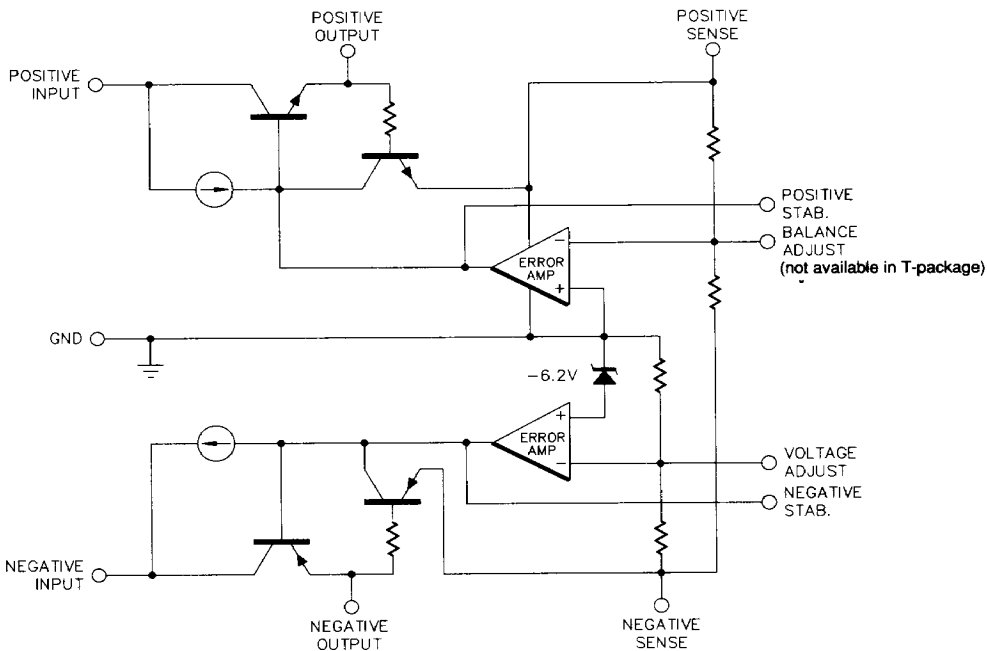 POSITIVE
OUTPUT
POSITIVE
SENSE
POSITIVE
INPUT
POSITIVE
STAB.
BALANCE
ADJUST
(not available in T-package)
−
ERROR
AMP
+
GND
−6.2V
+
ERROR
AMP
−
VOLTAGE
ADJUST
NEGATIVE
STAB.
NEGATIVE
INPUT
NEGATIVE
OUTPUT
NEGATIVE
SENSE